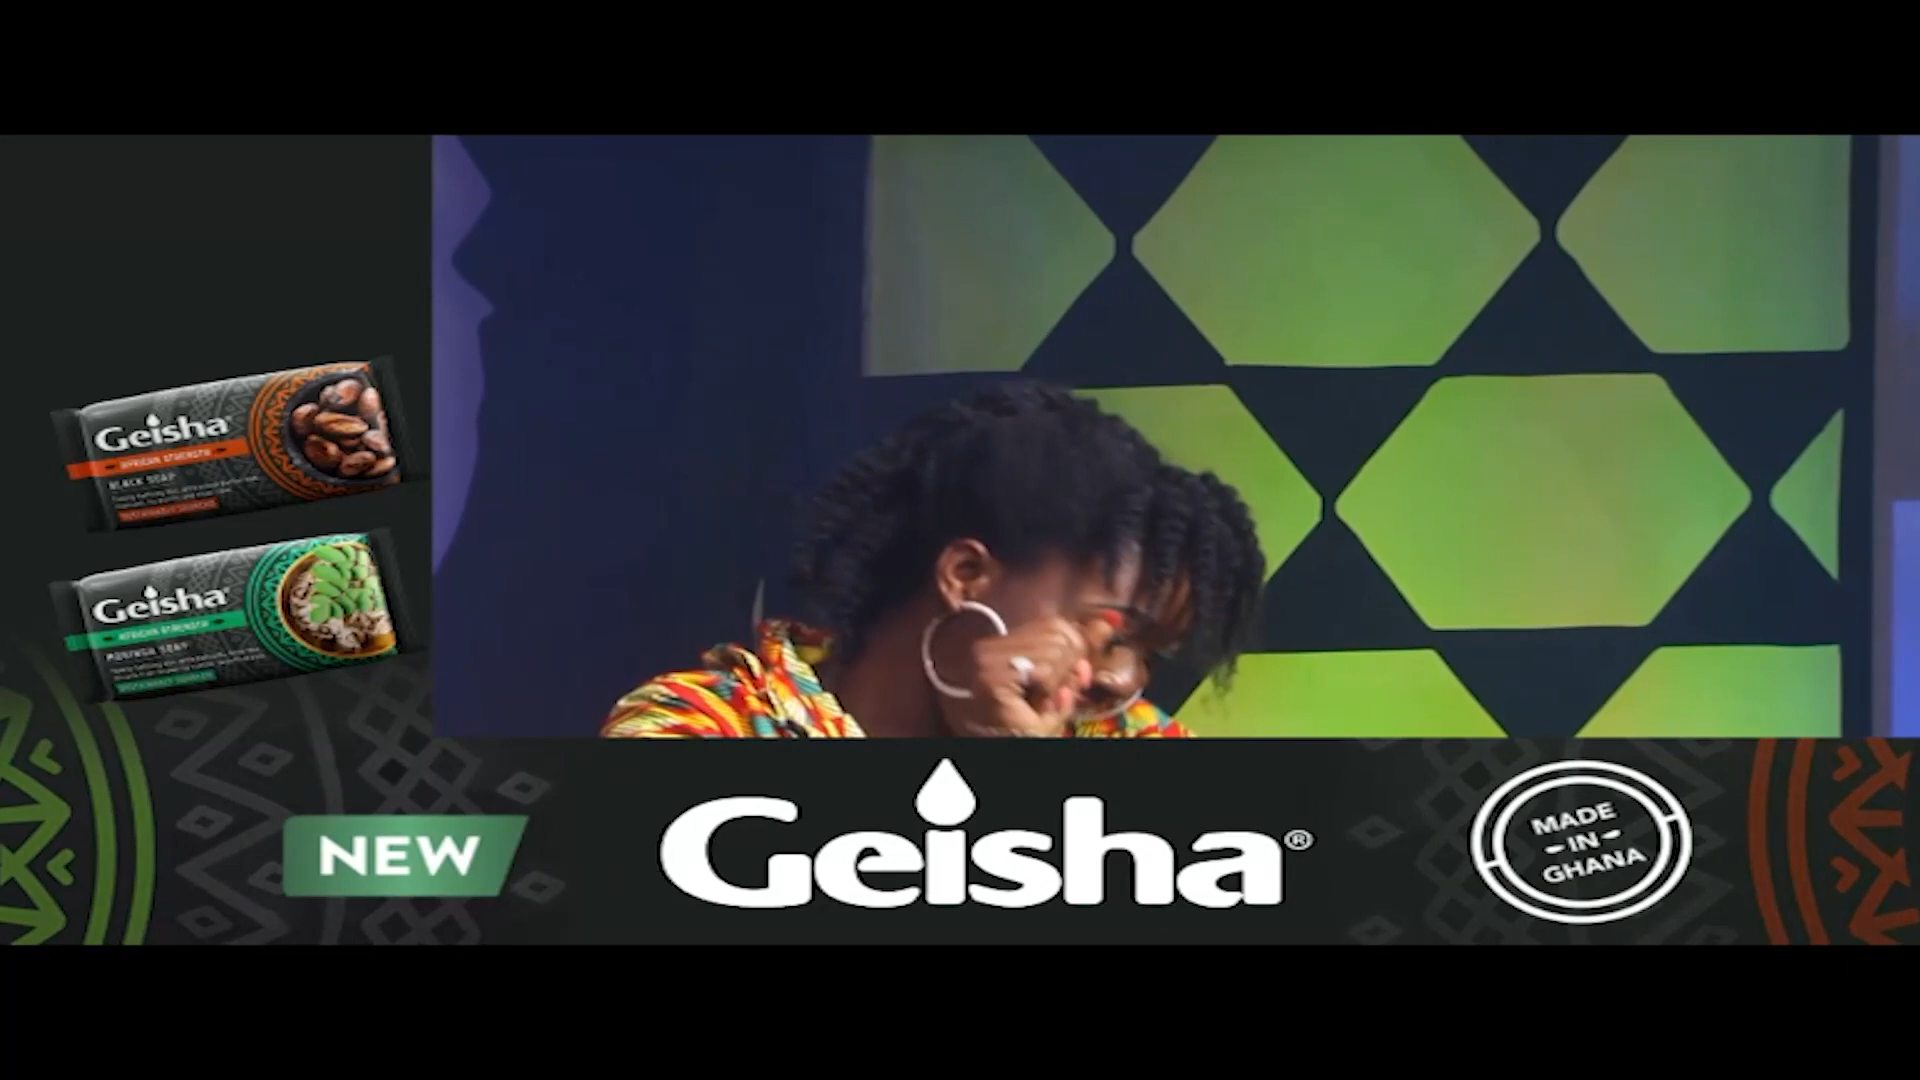 Geisha
AFRICAN STRENGTH
BLACK SOAP
Geisha
AFRICAN STRENGTH
MORINGA SOAP
NEW
Geisha®
MADE
IN
GHANA